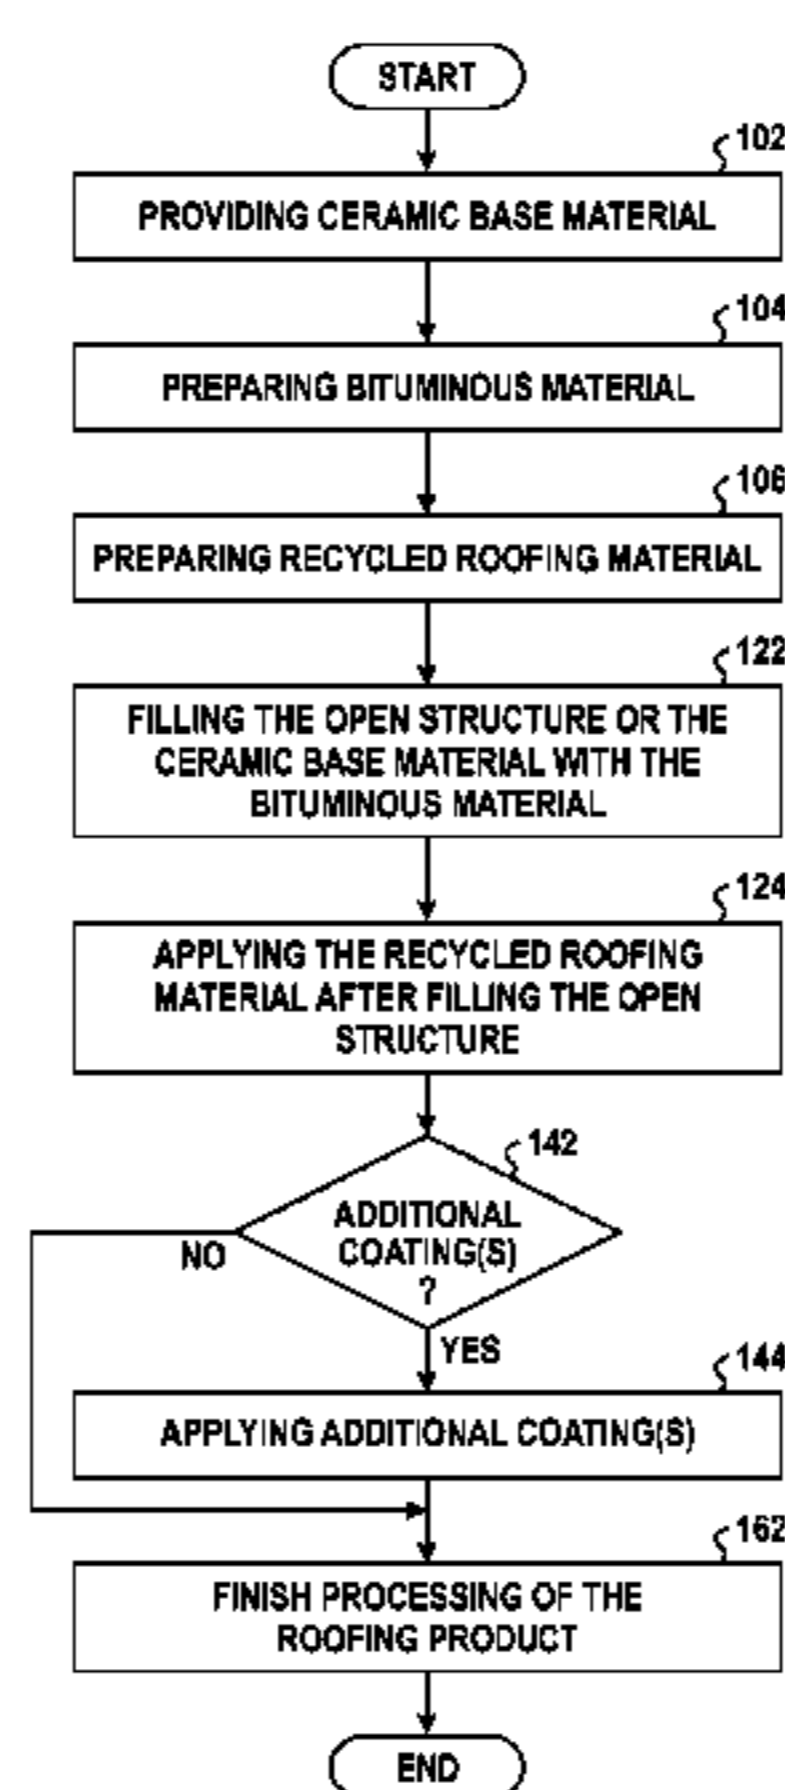 START
102
PROVIDING CERAMIC BASE MATERIAL
104
PREPARING BITUMINOUS MATERIAL
106
PREPARING RECYCLED ROOFING MATERIAL
122
FILLING THE OPEN STRUCTURE OR THE
CERAMIC BASE MATERIAL WITH THE
BITUMINOUS MATERIAL
124
APPLYING THE RECYCLED ROOFING
MATERIAL AFTER FILLING THE OPEN
STRUCTURE
142
ADDITIONAL
COATING(S)
?
NO
YES
144
APPLYING ADDITIONAL COATING(S)
162
FINISH PROCESSING OF THE
ROOFING PRODUCT
END